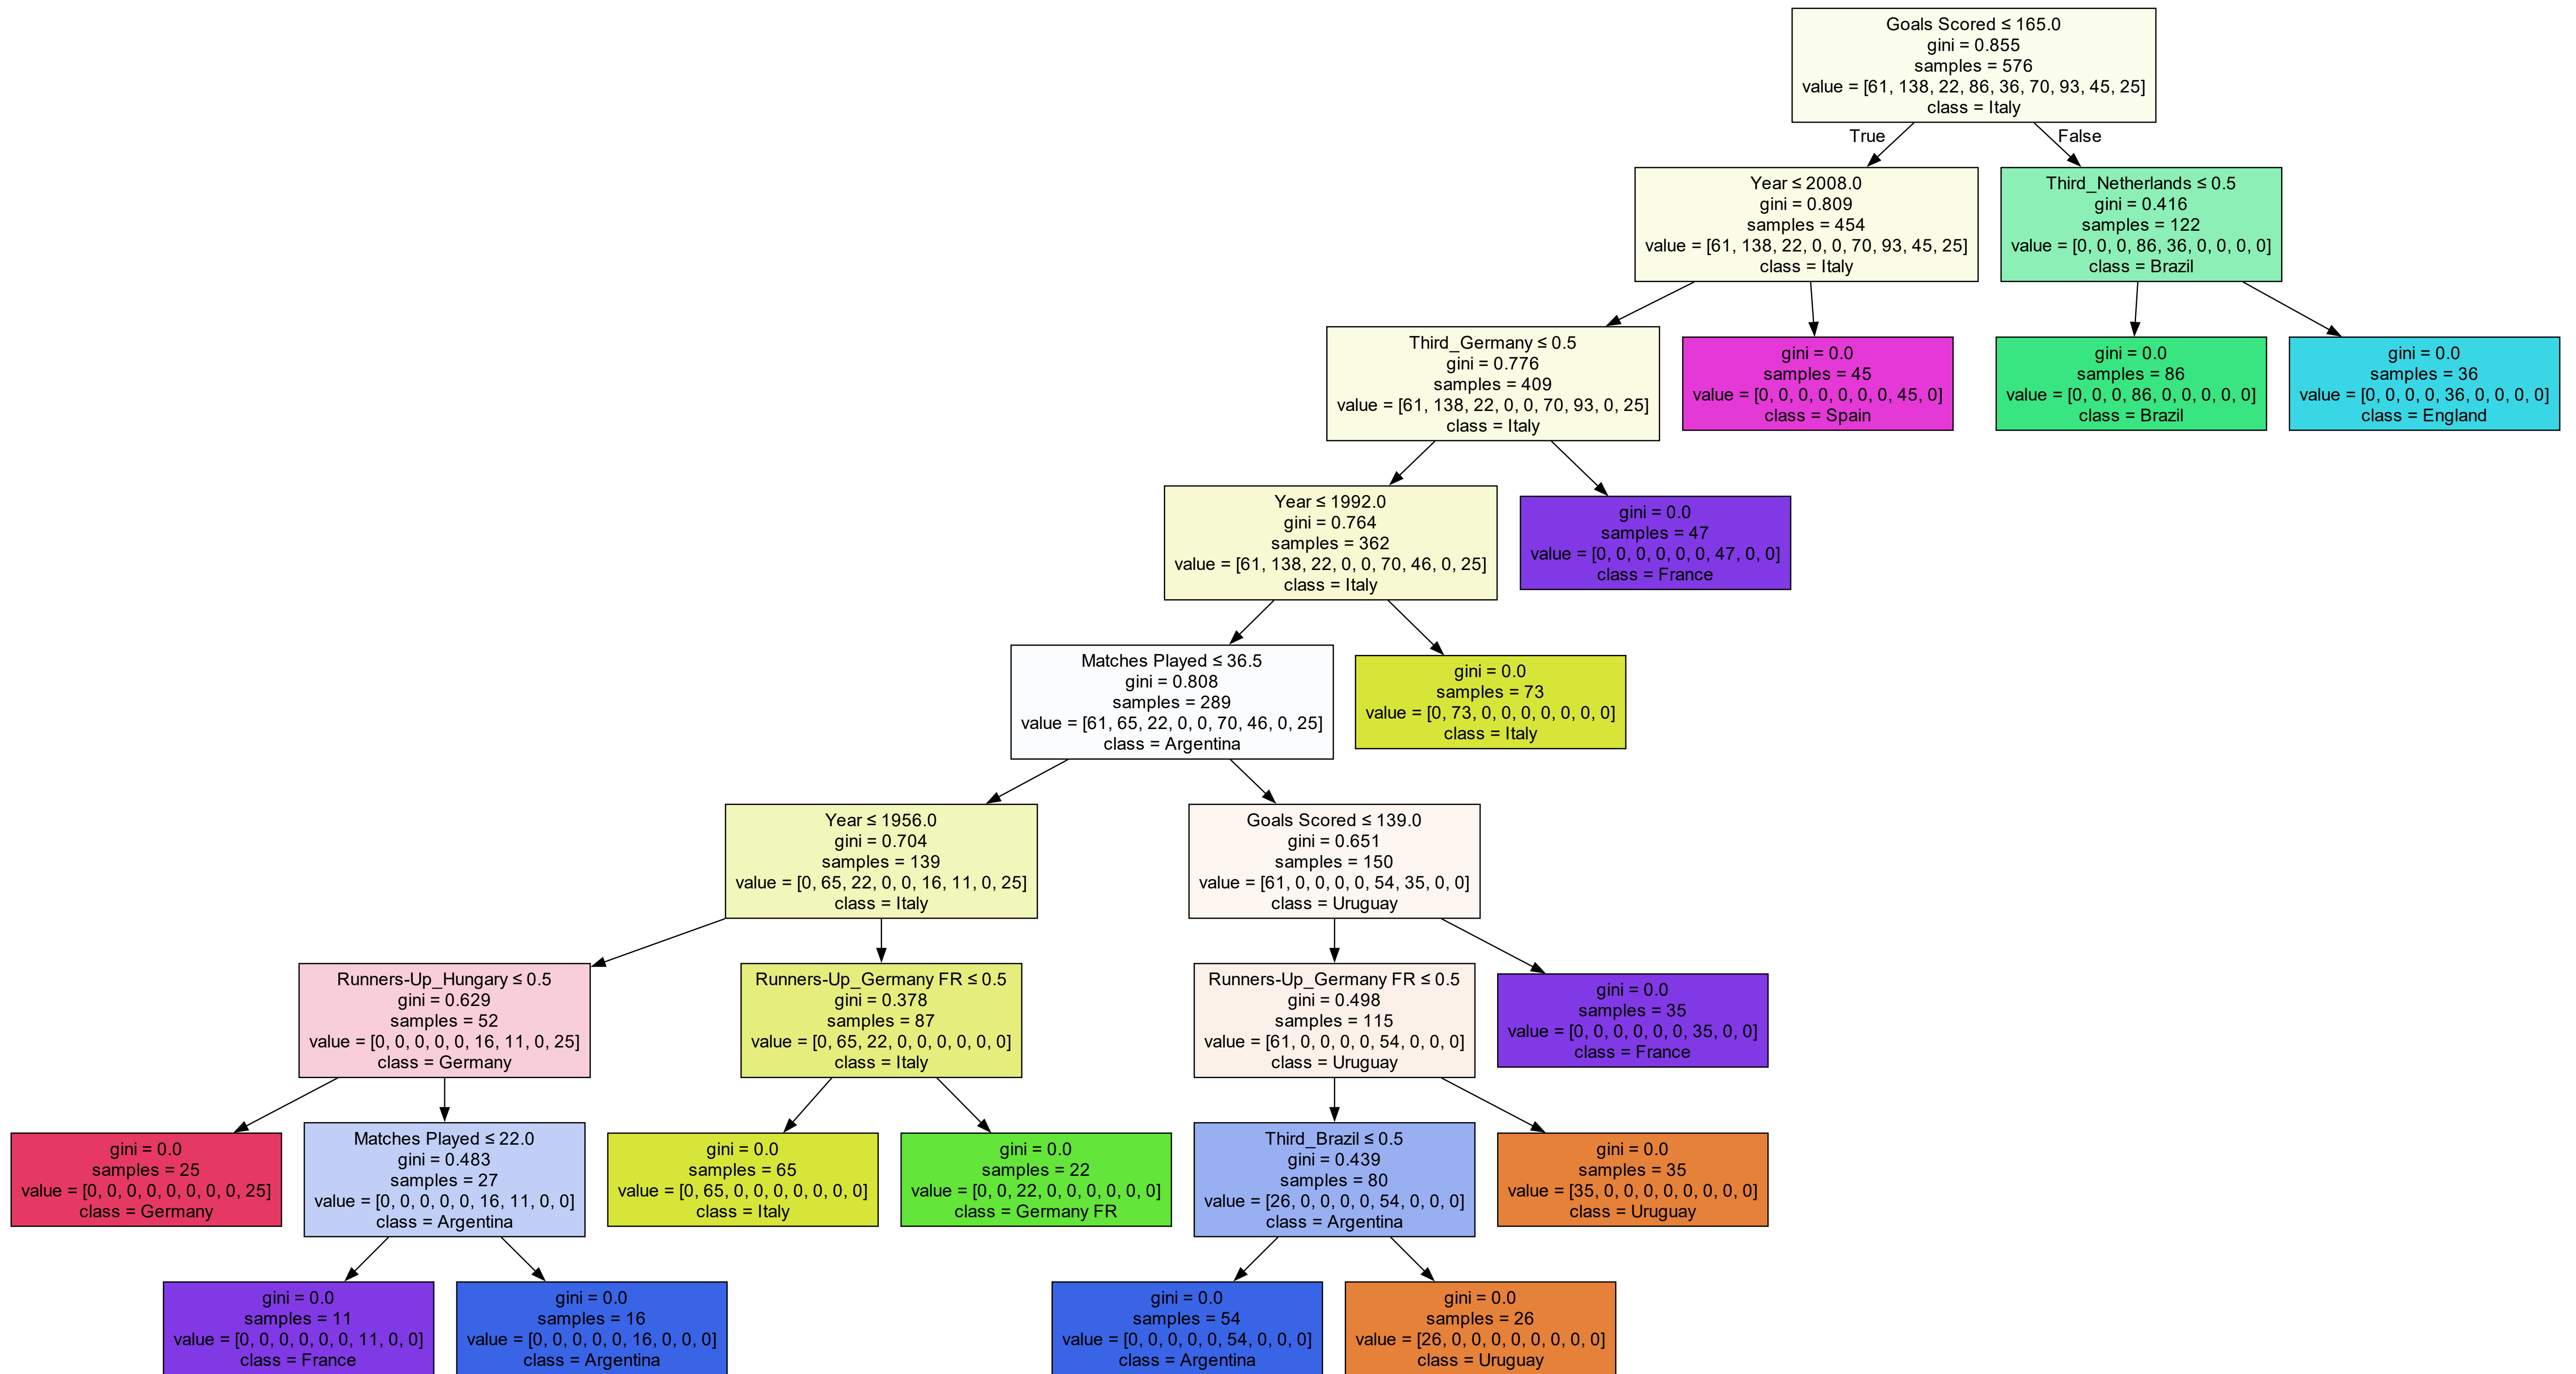 Goals Scored ≤ 165.0
gini = 0.855
samples = 576
value = [61, 138, 22, 86, 36, 70, 93, 45, 25]
class = Italy
True
False
Year ≤ 2008.0
gini = 0.809
samples = 454
value = [61, 138, 22, 0, 0, 70, 93, 45, 25]
class = Italy
Third_Netherlands ≤ 0.5
gini = 0.416
samples = 122
value = [0, 0, 0, 86, 36, 0, 0, 0, 0]
class = Brazil
Third_Germany ≤ 0.5
gini = 0.776
samples = 409
value = [61, 138, 22, 0, 0, 70, 93, 0, 25]
class = Italy
gini = 0.0
samples = 45
value = [0, 0, 0, 0, 0, 0, 0, 45, 0]
class = Spain
gini = 0.0
samples = 86
value = [0, 0, 0, 86, 0, 0, 0, 0, 0]
class = Brazil
gini = 0.0
samples = 36
value = [0, 0, 0, 0, 36, 0, 0, 0, 0]
class = England
Year ≤ 1992.0
gini = 0.764
samples = 362
value = [61, 138, 22, 0, 0, 70, 46, 0, 25]
class = Italy
gini = 0.0
samples = 47
value = [0, 0, 0, 0, 0, 0, 47, 0, 0]
class = France
Matches Played ≤ 36.5
gini = 0.808
samples = 289
value = [61, 65, 22, 0, 0, 70, 46, 0, 25]
class = Argentina
gini = 0.0
samples = 73
value = [0, 73, 0, 0, 0, 0, 0, 0, 0]
class = Italy
Year ≤ 1956.0
gini = 0.704
samples = 139
value = [0, 65, 22, 0, 0, 16, 11, 0, 25]
class = Italy
Goals Scored ≤ 139.0
gini = 0.651
samples = 150
value = [61, 0, 0, 0, 0, 54, 35, 0, 0]
class = Uruguay
Runners-Up_Hungary ≤ 0.5
gini = 0.629
samples = 52
value = [0, 0, 0, 0, 0, 16, 11, 0, 25]
class = Germany
Runners-Up_Germany FR ≤ 0.5
gini = 0.378
samples = 87
value = [0, 65, 22, 0, 0, 0, 0, 0, 0]
class = Italy
Runners-Up_Germany FR ≤ 0.5
gini = 0.498
samples = 115
value = [61, 0, 0, 0, 0, 54, 0, 0, 0]
class = Uruguay
gini = 0.0
samples = 35
value = [0, 0, 0, 0, 0, 0, 35, 0, 0]
class = France
gini = 0.0
samples = 25
value = [0, 0, 0, 0, 0, 0, 0, 0, 25]
class = Germany
Matches Played ≤ 22.0
gini = 0.483
samples = 27
value = [0, 0, 0, 0, 0, 16, 11, 0, 0]
class = Argentina
gini = 0.0
samples = 65
value = [0, 65, 0, 0, 0, 0, 0, 0, 0]
class = Italy
gini = 0.0
samples = 22
value = [0, 0, 22, 0, 0, 0, 0, 0, 0]
class = Germany FR
Third_Brazil ≤ 0.5
gini = 0.439
samples = 80
value = [26, 0, 0, 0, 0, 54, 0, 0, 0]
class = Argentina
gini = 0.0
samples = 35
value = [35, 0, 0, 0, 0, 0, 0, 0, 0]
class = Uruguay
gini = 0.0
samples = 11
value = [0, 0, 0, 0, 0, 0, 11, 0, 0]
class = France
gini = 0.0
samples = 16
value = [0, 0, 0, 0, 0, 16, 0, 0, 0]
class = Argentina
gini = 0.0
samples = 54
value = [0, 0, 0, 0, 0, 54, 0, 0, 0]
class = Argentina
gini = 0.0
samples = 26
value = [26, 0, 0, 0, 0, 0, 0, 0, 0]
class = Uruguay